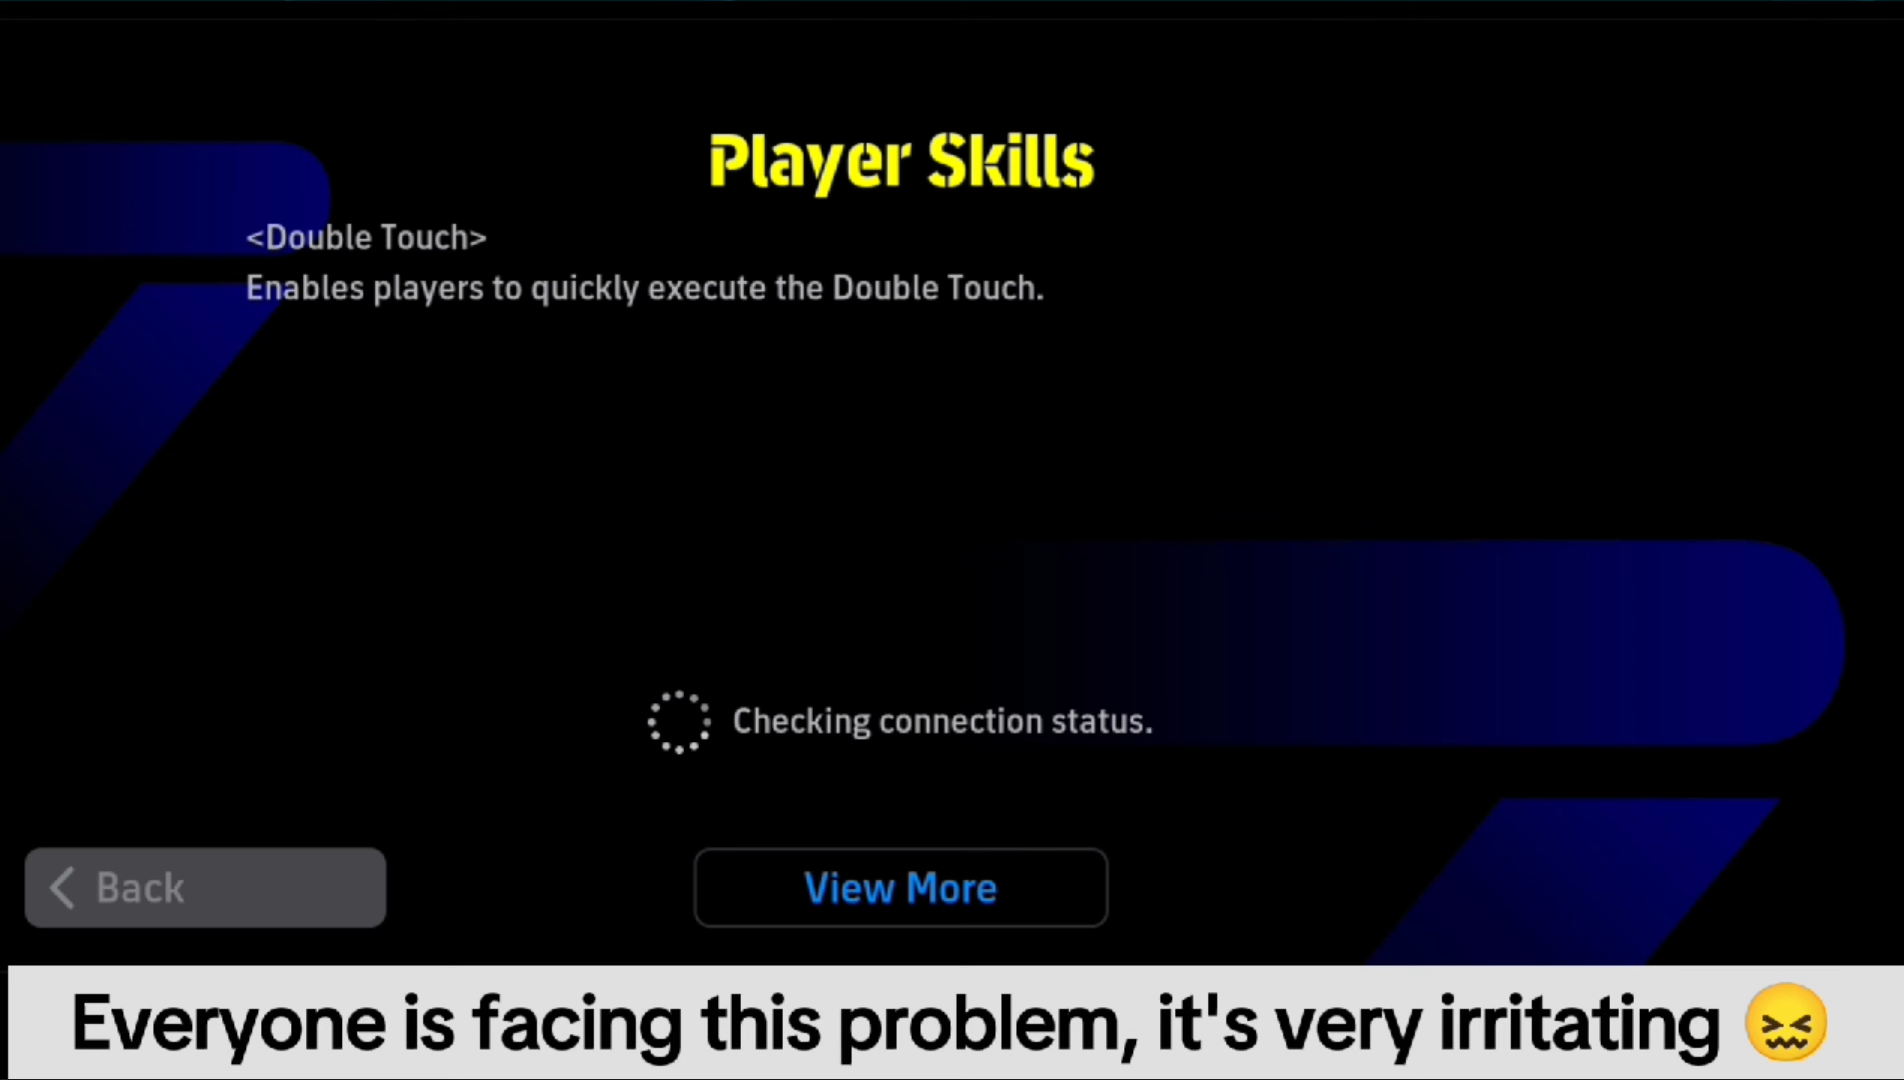 Player Skills
<Double Touch>
Enables players to quickly execute the Double Touch.
Checking connection status.
Back
View More
Everyone is facing this problem, it's very irritating 😖